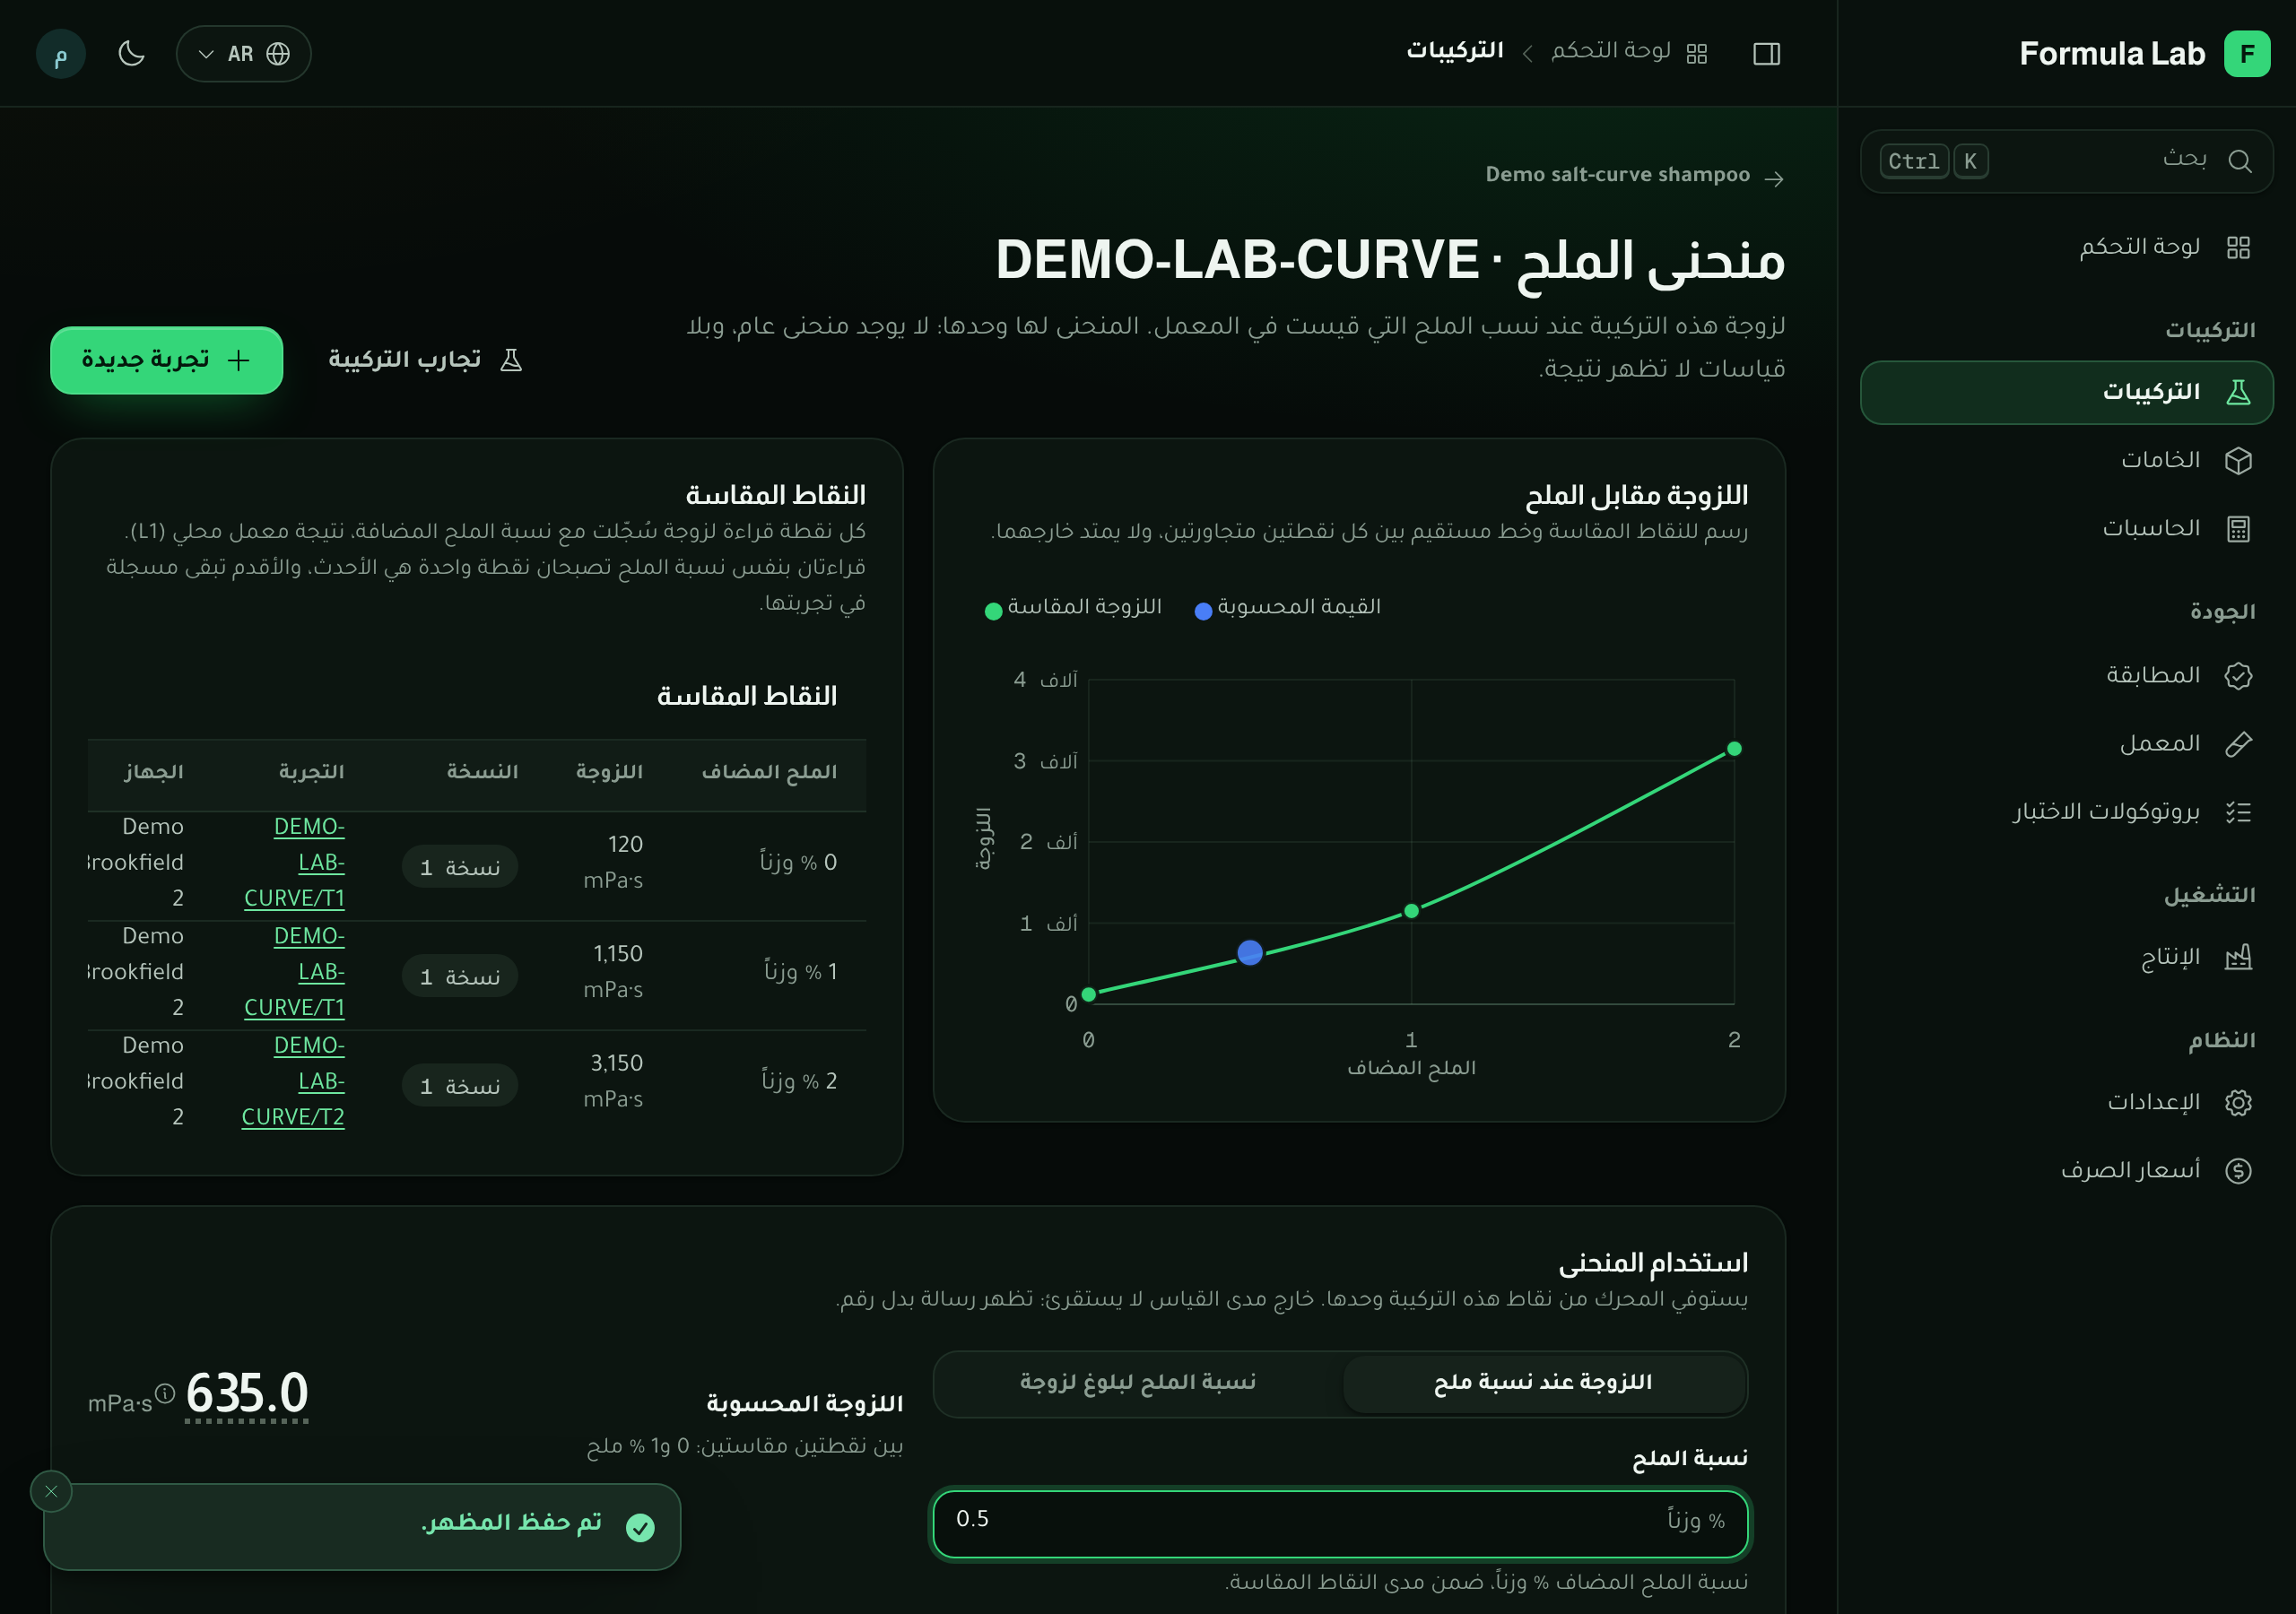 F Formula Lab
بحث
Ctrl K
لوحة التحكم
التركيبات
التركيبات
الخامات
الحاسبات
الجودة
المطابقة
المعمل
بروتوكولات الاختبار
التشغيل
الإنتاج
النظام
الإعدادات
أسعار الصرف
لوحة التحكم
التركيبات
AR
م
Demo salt-curve shampoo
منحنى الملح · DEMO-LAB-CURVE
لزوجة هذه التركيبة عند نسب الملح التي قيست في المعمل. المنحنى لها وحدها: لا يوجد منحنى عام، وبلا
قياسات لا تظهر نتيجة.
تجارب التركيبة
تجربة جديدة
اللزوجة مقابل الملح
رسم للنقاط المقاسة وخط مستقيم بين كل نقطتين متجاورتين، ولا يمتد خارجهما.
القيمة المحسوبة
اللزوجة المقاسة
4 آلاف
3 آلاف
2 ألف
1 ألف
0
اللزوجة
0 1 2
الملح المضاف
النقاط المقاسة
كل نقطة قراءة لزوجة سُجّلت مع نسبة الملح المضافة، نتيجة معمل محلي (L1).
قراءتان بنفس نسبة الملح تصبحان نقطة واحدة هي الأحدث، والأقدم تبقى مسجلة
في تجربتها.
النقاط المقاسة
الملح المضاف اللزوجة النسخة التجربة الجهاز
0 % وزناً
120
mPa·s
نسخة 1
DEMO-
LAB-
CURVE/T1
Demo
Brookfield
2
1 % وزناً
1,150
mPa·s
نسخة 1
DEMO-
LAB-
CURVE/T1
Demo
Brookfield
2
2 % وزناً
3,150
mPa·s
نسخة 1
DEMO-
LAB-
CURVE/T2
Demo
Brookfield
2
استخدام المنحنى
يستوفي المحرك من نقاط هذه التركيبة وحدها. خارج مدى القياس لا يستقرئ: تظهر رسالة بدل رقم.
اللزوجة عند نسبة ملح
نسبة الملح لبلوغ لزوجة
نسبة الملح
0.5
% وزناً
نسبة الملح المضاف % وزناً، ضمن مدى النقاط المقاسة.
اللزوجة المحسوبة
635.0 mPa·s
بين نقطتين مقاستين: 0 و1 % ملح
تم حفظ المظهر.